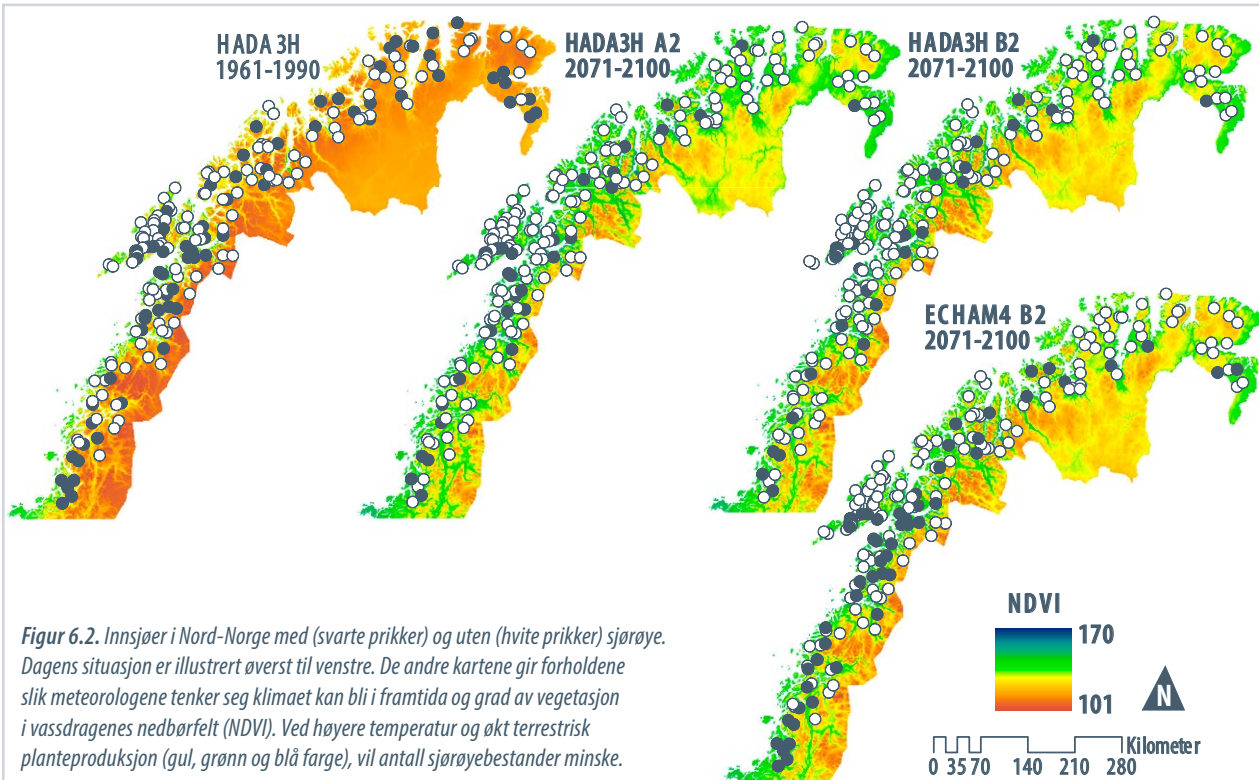 HADA 3H
1961-1990
HADA3H A2
2071-2100
HADA3H B2
2071-2100
ECHAM4 B2
2071-2100
Figur 6.2. Innsjøer i Nord-Norge med (svarte prikker) og uten (hvite prikker) sjørøye.
Dagens situasjon er illustrert øverst til venstre. De andre kartene gir forholdene
slik meteorologene tenker seg klimaet kan bli i framtida og grad av vegetasjon
i vassdragenes nedbørfelt (NDVI). Ved høyere temperatur og økt terrestrisk
planteproduksjon (gul, grønn og blå farge), vil antall sjørøyebestander minske.
NDVI
170
101
N
Kilometer
0 35 70 140 210 280